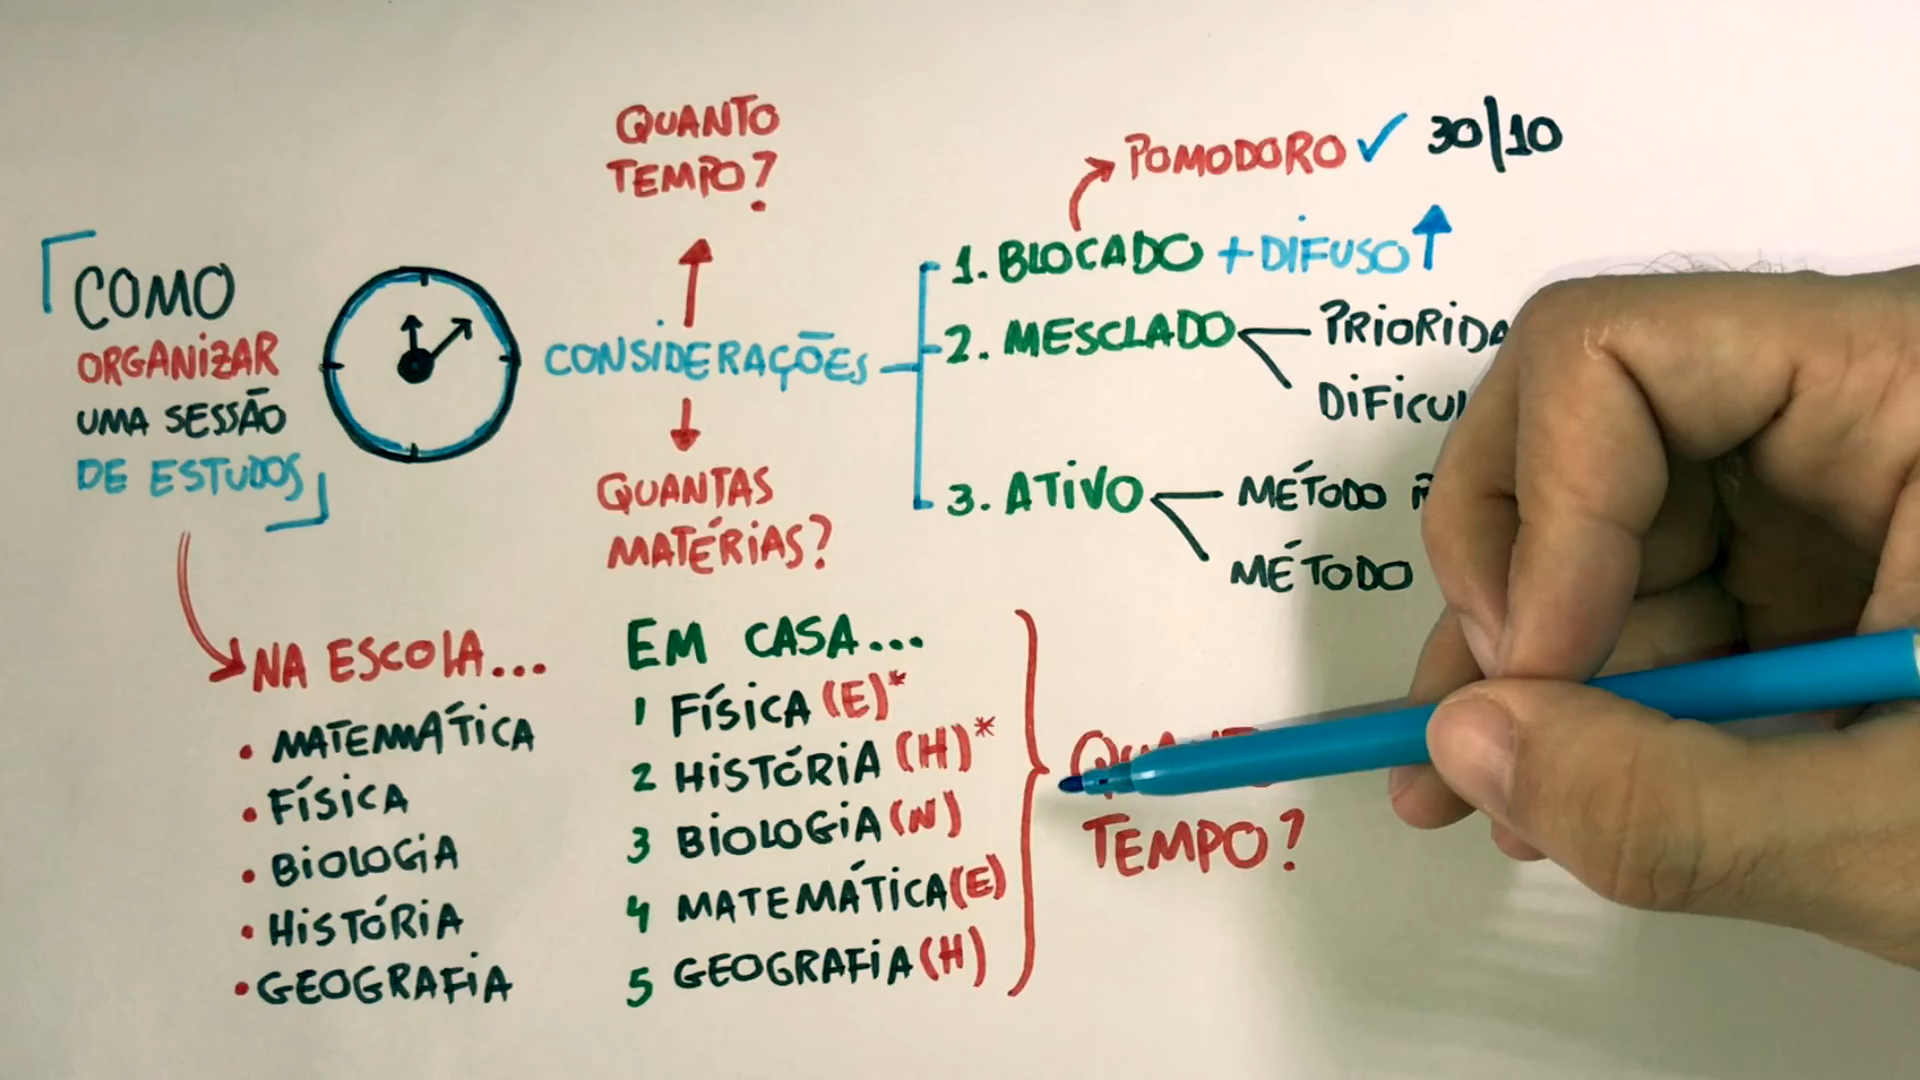 COMO
ORGANIZAR
UMA SESSÃO
DE ESTUDOS
QUANTO
TEMPO?
CONSIDERAÇÕES
QUANTAS
MATÉRIAS?
POMODORO ✓ 30/10
1. BLOCADO + DIFUSO
2. MESCLADO
3. ATIVO
MÉTODO
MÉTODO
NA ESCOLA...
• MATEMÁTICA
• FÍSICA
• BIOLOGIA
• HISTÓRIA
• GEOGRAFIA
EM CASA...
1 FÍSICA (E)*
2 HISTÓRIA (H)*
3 BIOLOGIA (N)
4 MATEMÁTICA (E)
5 GEOGRAFIA (H)
TEMPO?